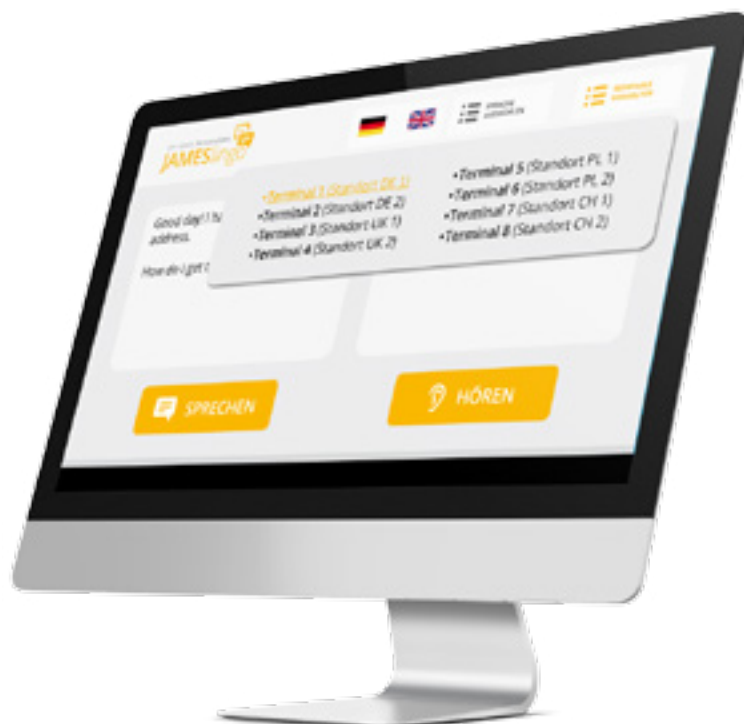 JAMESlingo
SPRACHE
•Terminal 1 (Standort DE 1)
•Terminal 2 (Standort DE 2)
•Terminal 3 (Standort UK 1)
•Terminal 4 (Standort UK 2)
•Terminal 5 (Standort PL 1)
•Terminal 6 (Standort PL 2)
•Terminal 7 (Standort CH 1)
•Terminal 8 (Standort CH 2)
Good day! I
address.
How do I get
SPRECHEN
HÖREN